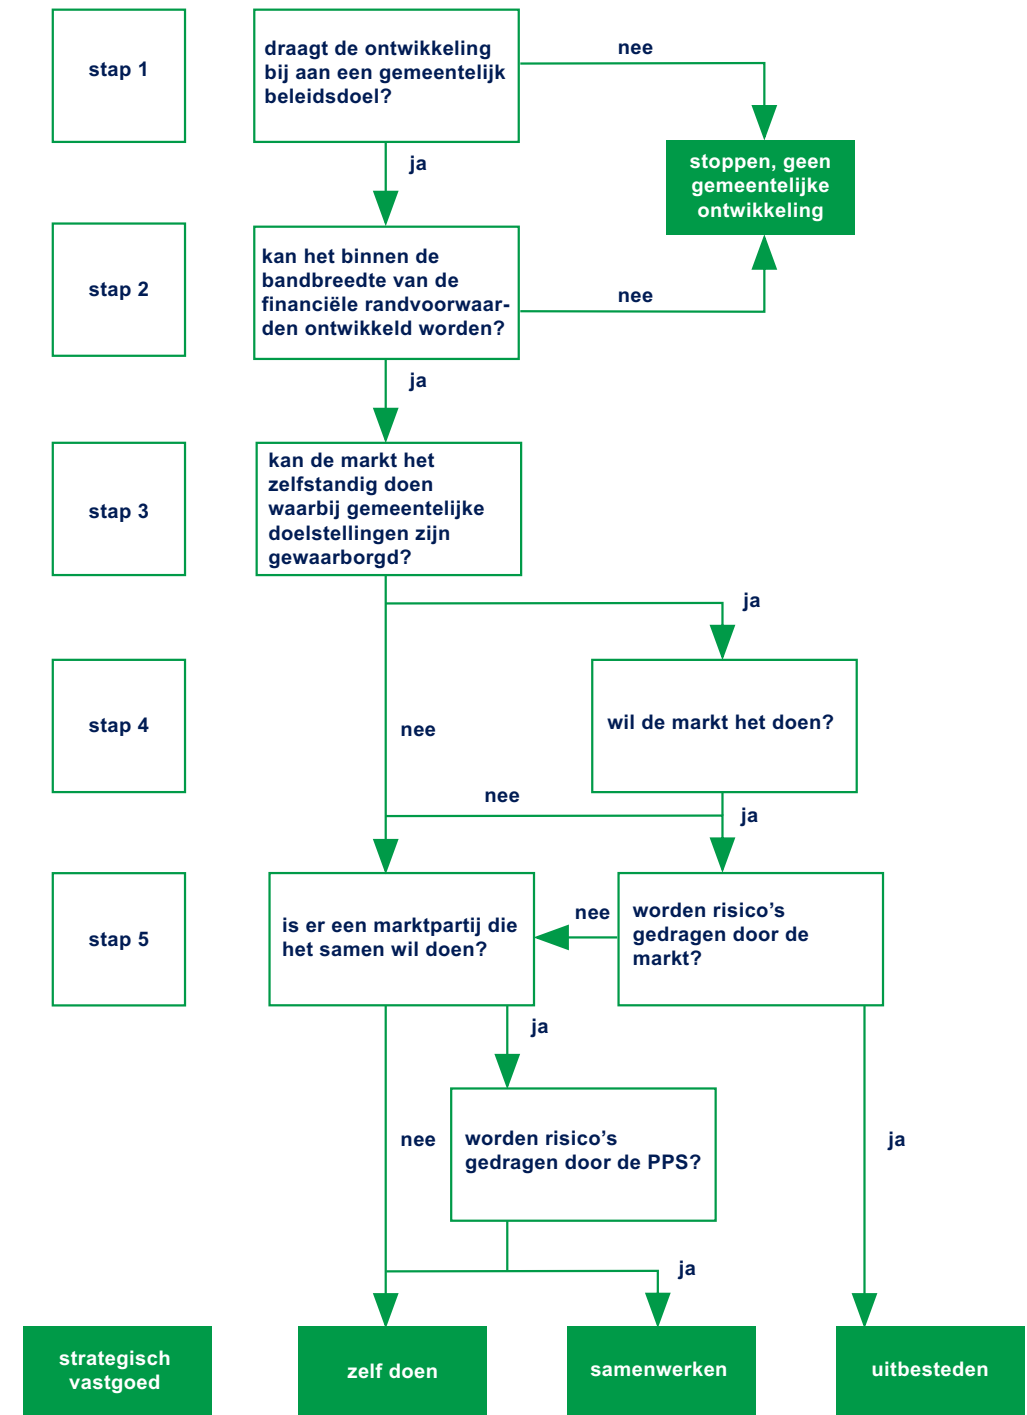 stap 1
draagt de ontwikkeling
bij aan een gemeentelijk
beleidsdoel?
nee
ja
stoppen, geen
gemeentelijke
ontwikkeling
stap 2
kan het binnen de
bandbreedte van de
financiële randvoorwaar-
den ontwikkeld worden?
nee
ja
stap 3
kan de markt het
zelfstandig doen
waarbij gemeentelijke
doelstellingen zijn
gewaarborgd?
ja
stap 4
nee
wil de markt het doen?
nee
ja
stap 5
is er een marktpartij die
het samen wil doen?
nee
worden risico’s
gedragen door de
markt?
ja
nee
worden risico’s
gedragen door de PPS?
ja
ja
strategisch
vastgoed
zelf doen
samenwerken
uitbesteden